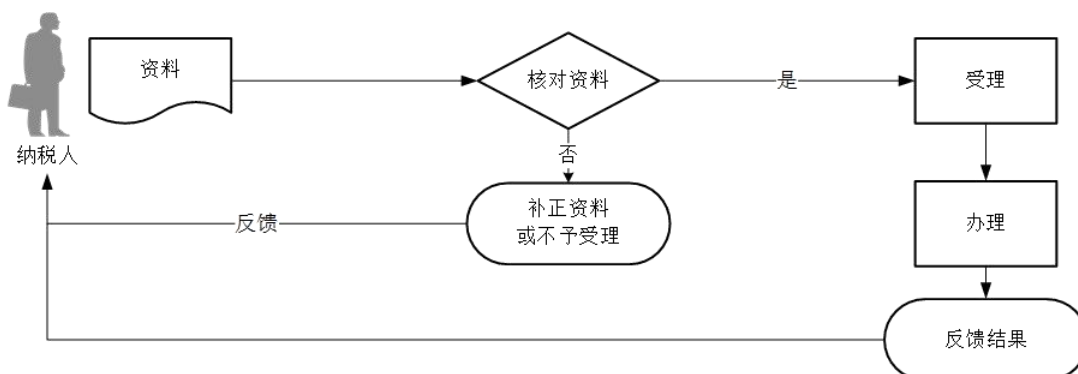 资料
核对资料
是
受理
纳税人
否
补正资料
或不予受理
反馈
办理
反馈结果